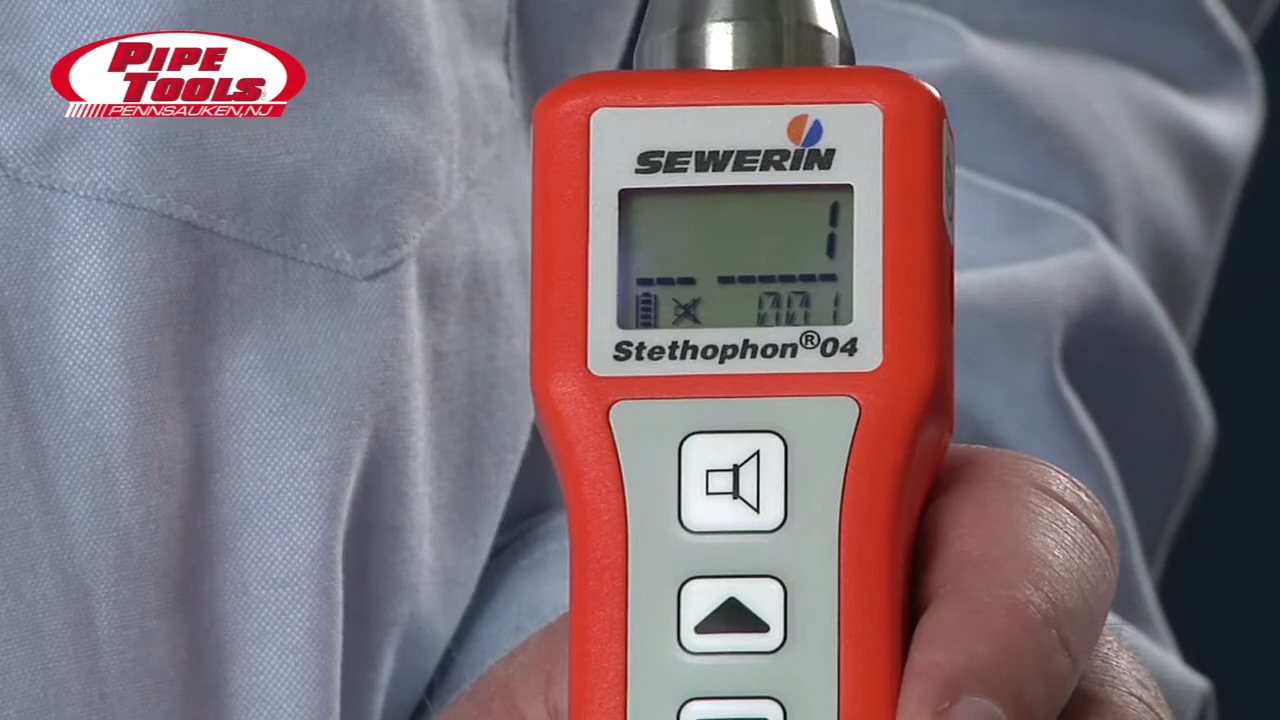 PIPE
TOOLS
PENNSAUKEN, NJ
SEWERIN
1
001
Stethophon®04